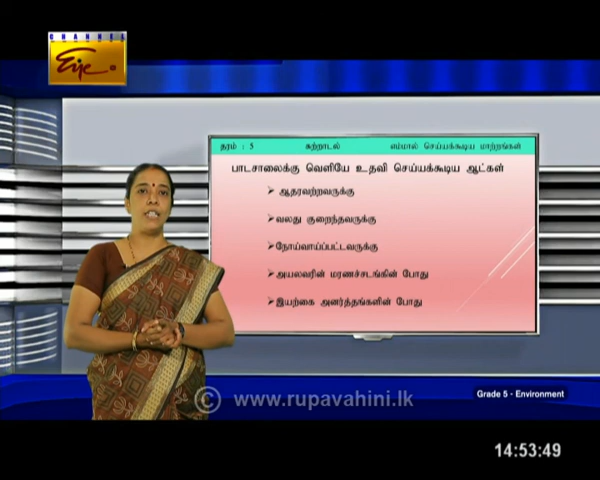 CHANNEL
Eye
தரம் : 5 சுற்றாடல் எம்மால் செய்யக்கூடிய மாற்றங்கள்
பாடசாலைக்கு வெளியே உதவி செய்யக்கூடிய ஆட்கள்
➢ ஆதரவற்றவருக்கு
➢ வலது குறைந்தவருக்கு
➢ நோய்வாய்ப்பட்டவருக்கு
➢ அயலவரின் மரணச்சடங்கின் போது
➢ இயற்கை அனர்த்தங்களின் போது
Grade 5 - Environment
© www.rupavahini.lk
14:53:49